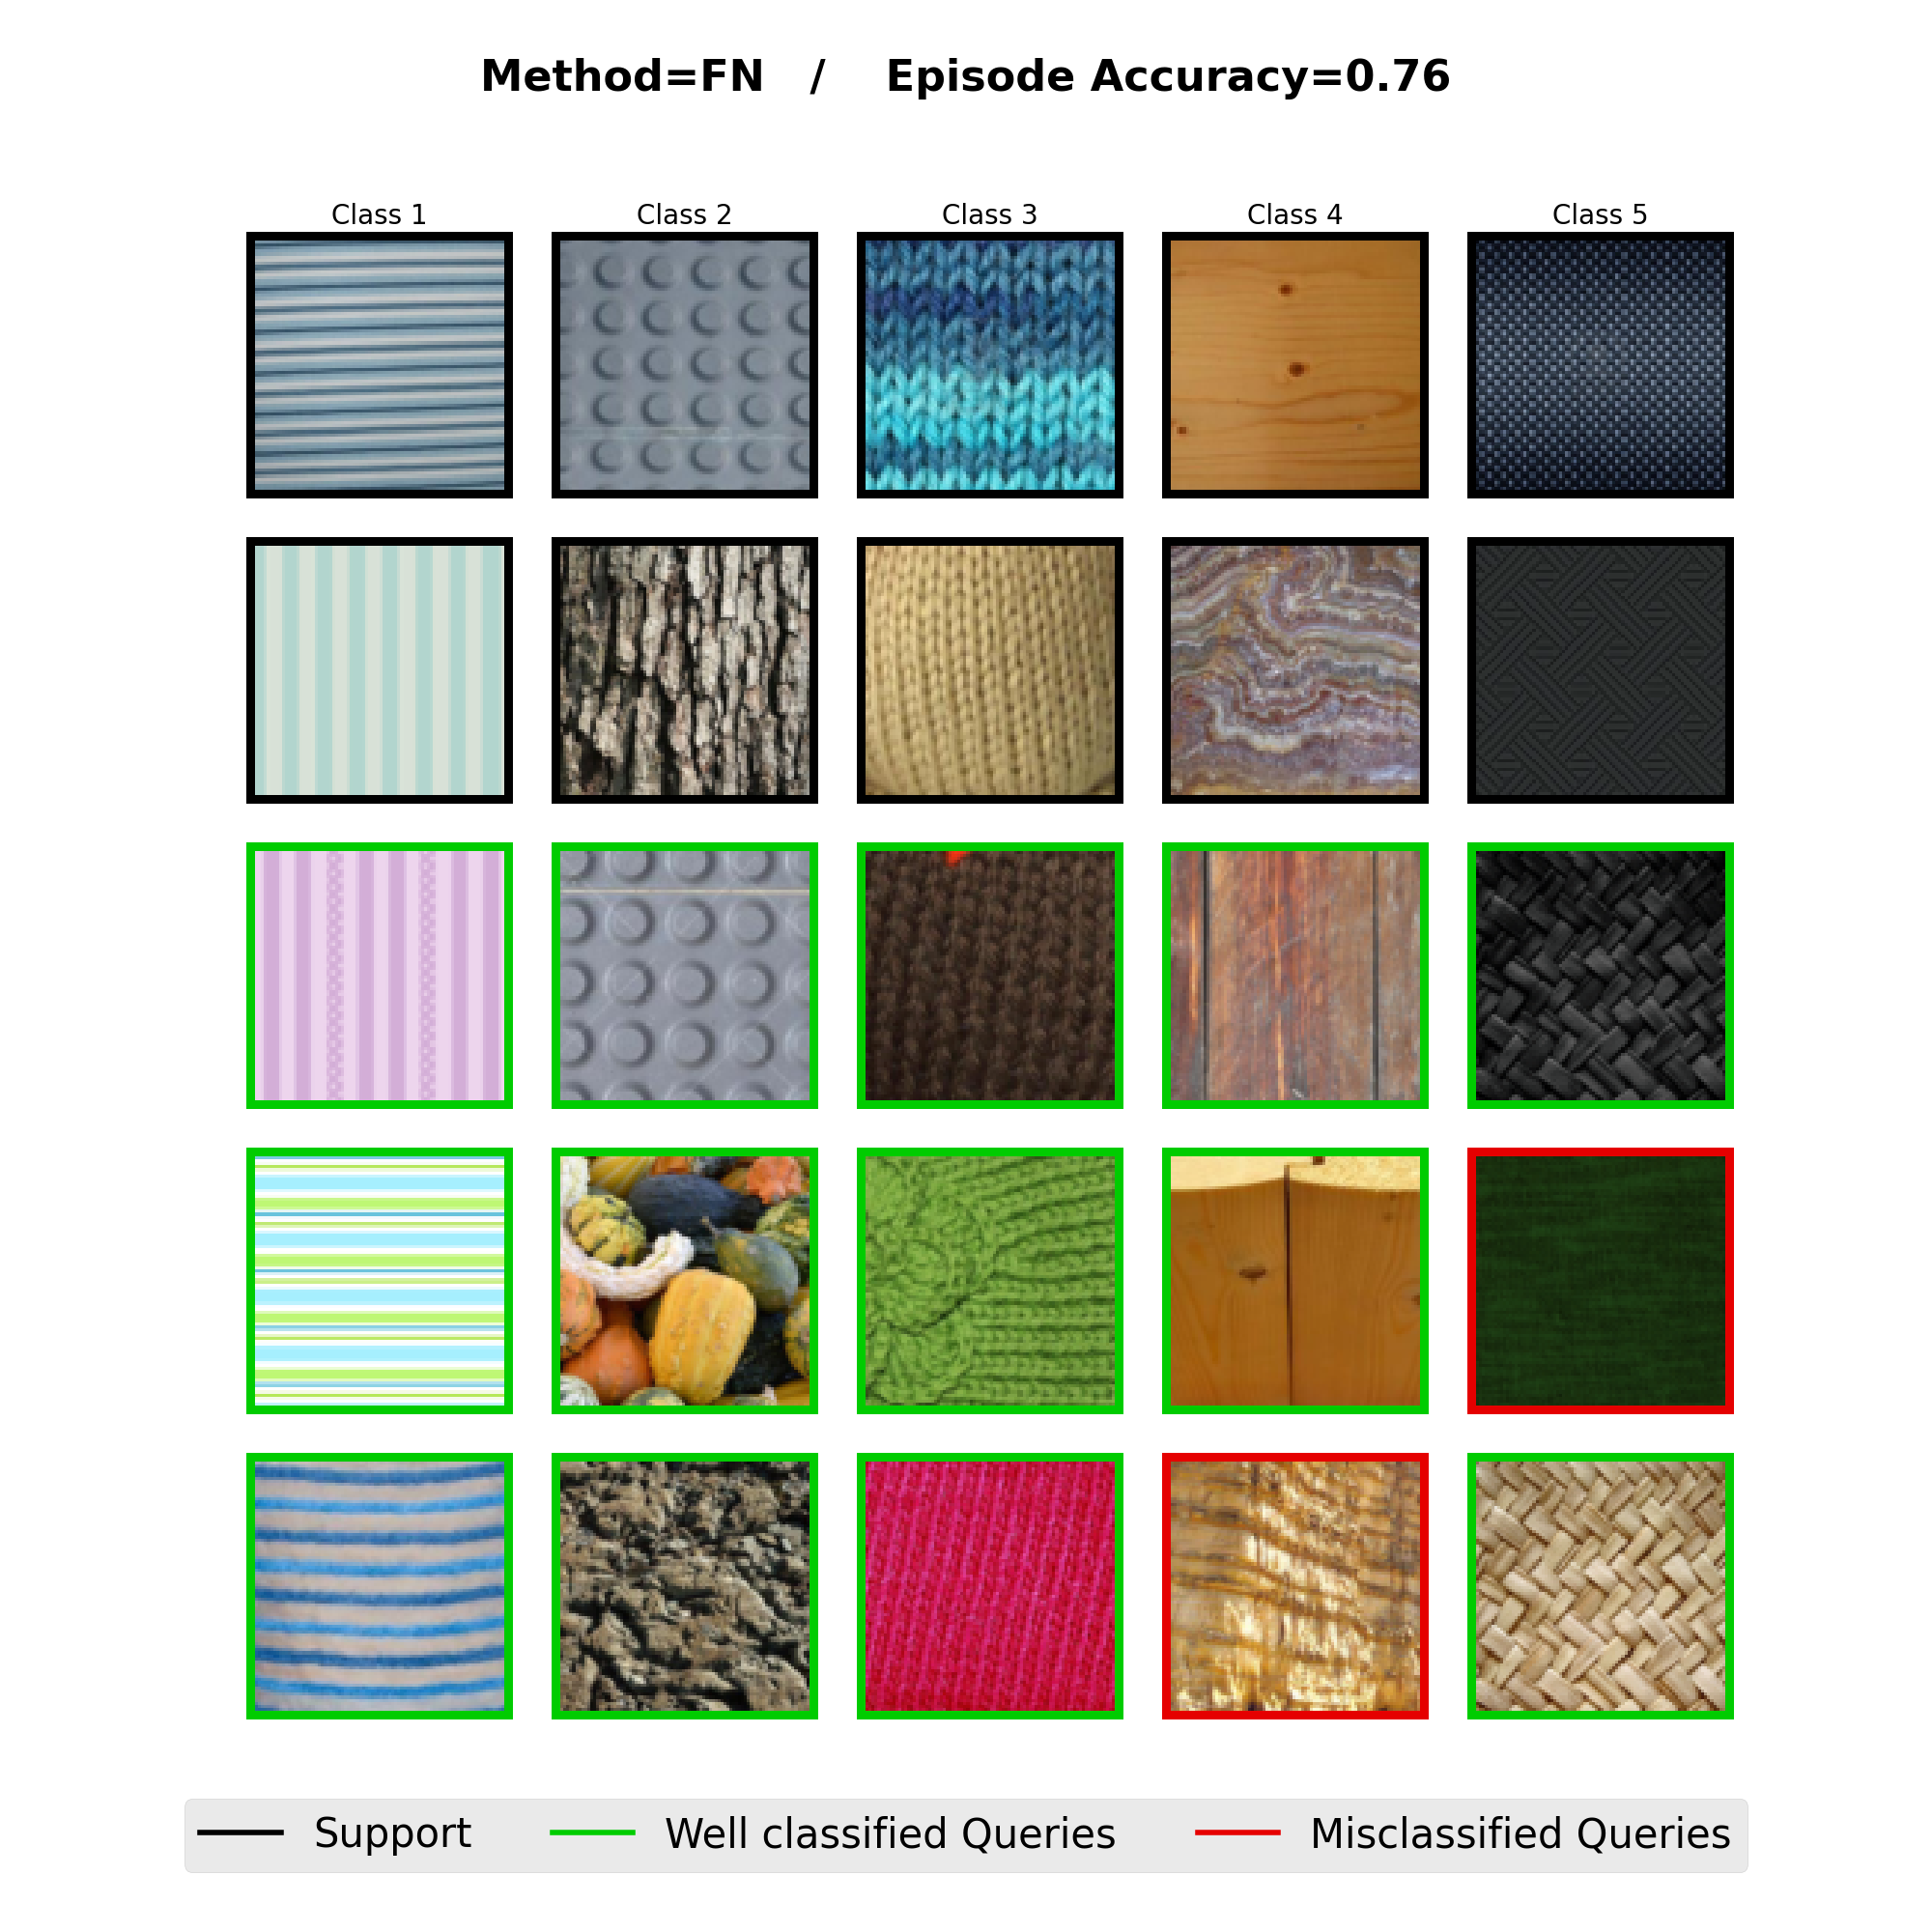 Method=FN / Episode Accuracy=0.76
Class 1 Class 2 Class 3 Class 4 Class 5
Support Well classified Queries Misclassified Queries